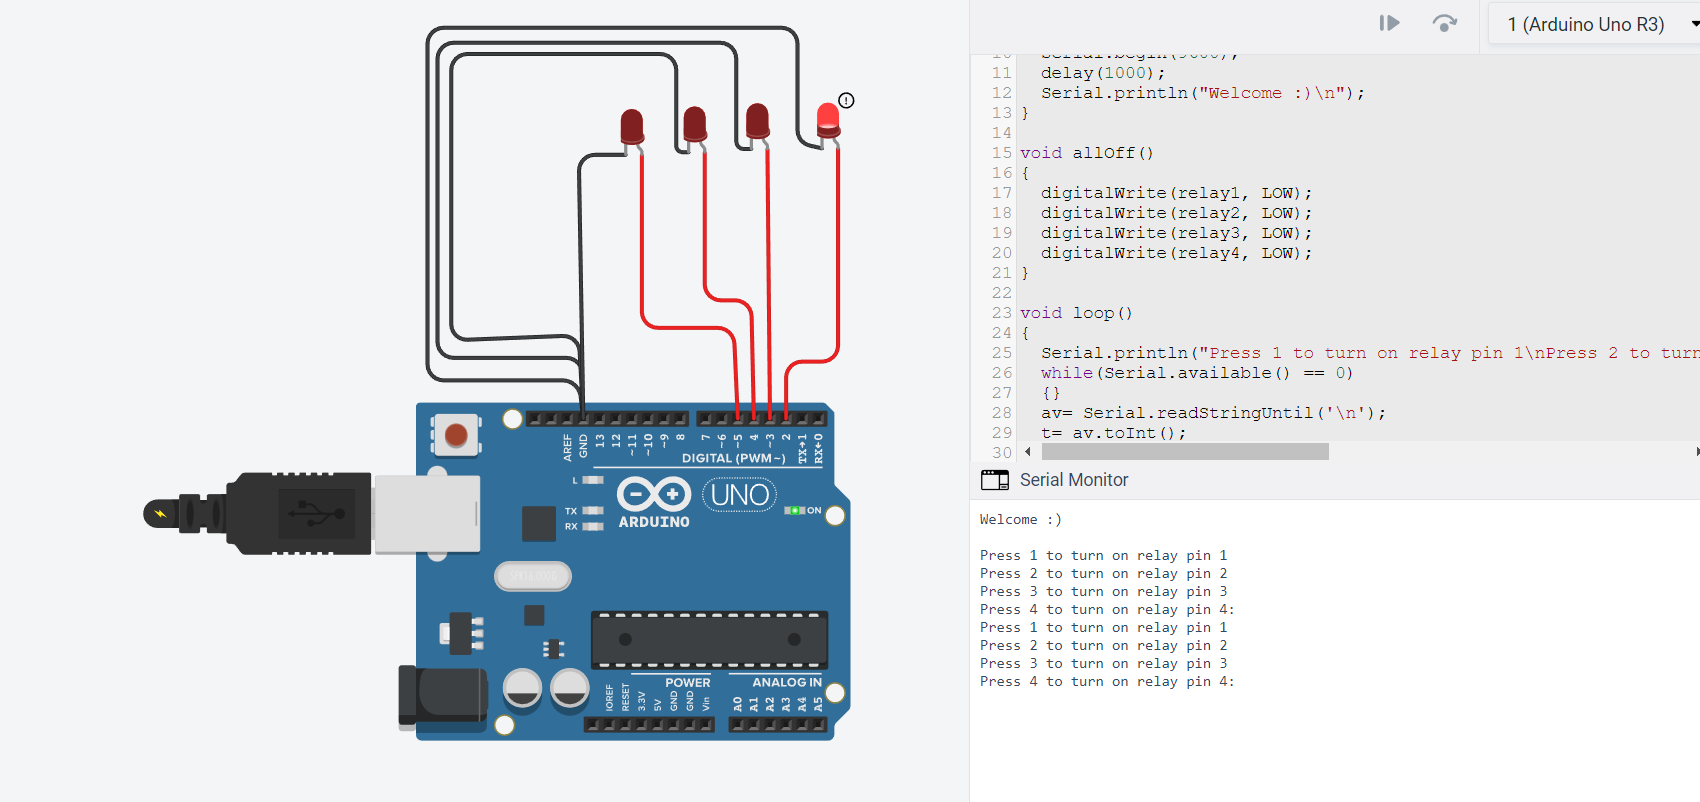 1 (Arduino Uno R3)
10 Serial.begin(9600);
11 delay(1000);
12 Serial.println("Welcome :)\n");
13 }
14
15 void allOff()
16 {
17 digitalWrite(relay1, LOW);
18 digitalWrite(relay2, LOW);
19 digitalWrite(relay3, LOW);
20 digitalWrite(relay4, LOW);
21 }
22
23 void loop()
24 {
25 Serial.println("Press 1 to turn on relay pin 1\nPress 2 to turn
26 while(Serial.available() == 0)
27 {}
28 av= Serial.readStringUntil('\n');
29 t= av.toInt();
30
Serial Monitor
Welcome :)
Press 1 to turn on relay pin 1
Press 2 to turn on relay pin 2
Press 3 to turn on relay pin 3
Press 4 to turn on relay pin 4:
Press 1 to turn on relay pin 1
Press 2 to turn on relay pin 2
Press 3 to turn on relay pin 3
Press 4 to turn on relay pin 4:
AREF GND 13 12 ~11 ~10 ~9 8 7 ~6 ~5 4 ~3 2 TX→1 RX←0
DIGITAL (PWM~)
L
TX
RX
UNO
ARDUINO
ON
POWER
ANALOG IN
IOREF RESET 3.3V 5V GND GND Vin A0 A1 A2 A3 A4 A5